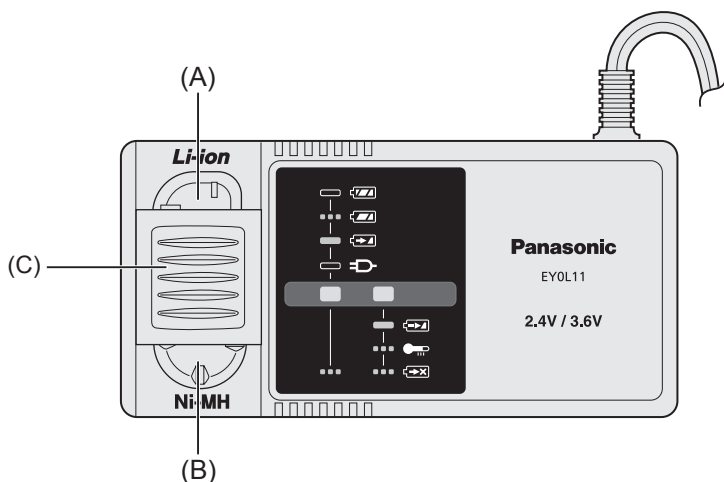 (A)
Li-ion
(C)
Panasonic
EY0L11
2.4V / 3.6V
Ni-MH
(B)